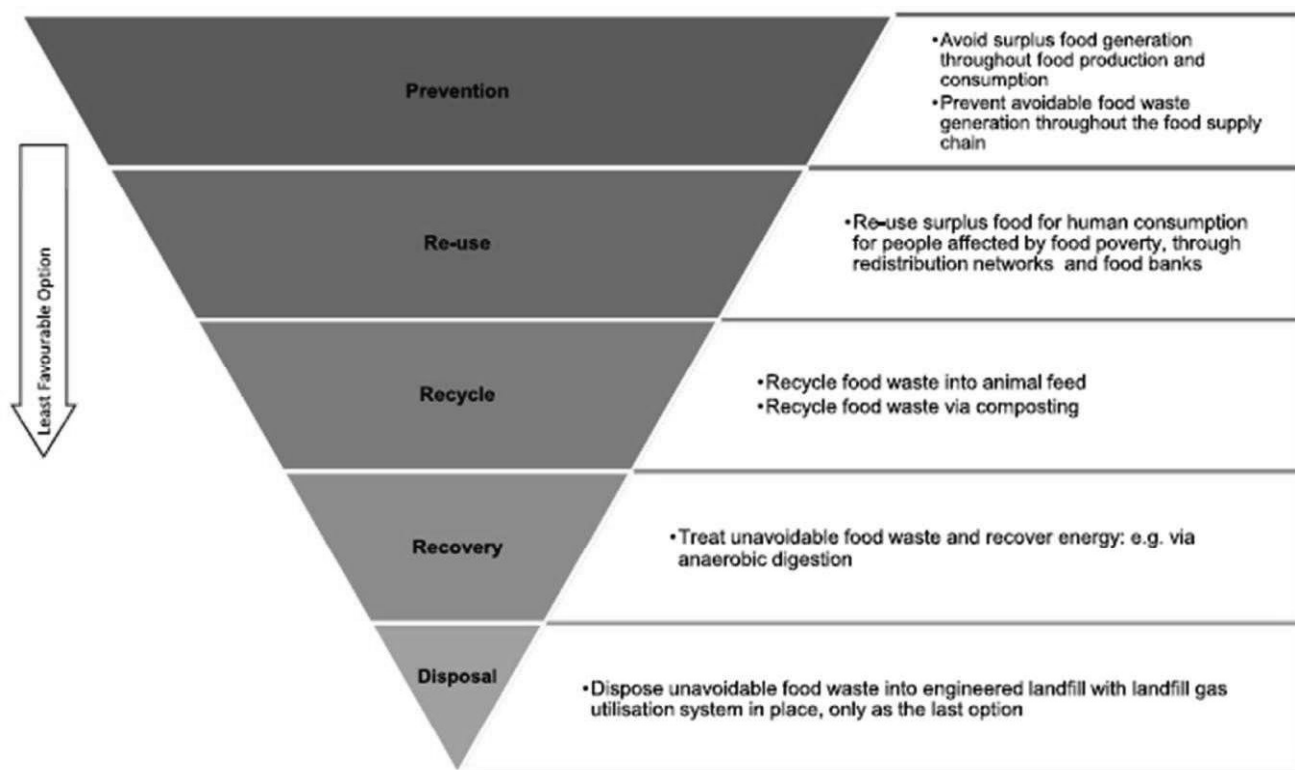 Prevention
•Avoid surplus food generation
throughout food production and
consumption
•Prevent avoidable food waste
generation throughout the food supply
chain
Least Favourable Option
Re-use
•Re-use surplus food for human consumption
for people affected by food poverty, through
redistribution networks and food banks
Recycle
•Recycle food waste into animal feed
•Recycle food waste via composting
Recovery
•Treat unavoidable food waste and recover energy: e.g. via
anaerobic digestion
Disposal
•Dispose unavoidable food waste into engineered landfill with landfill gas
utilisation system in place, only as the last option